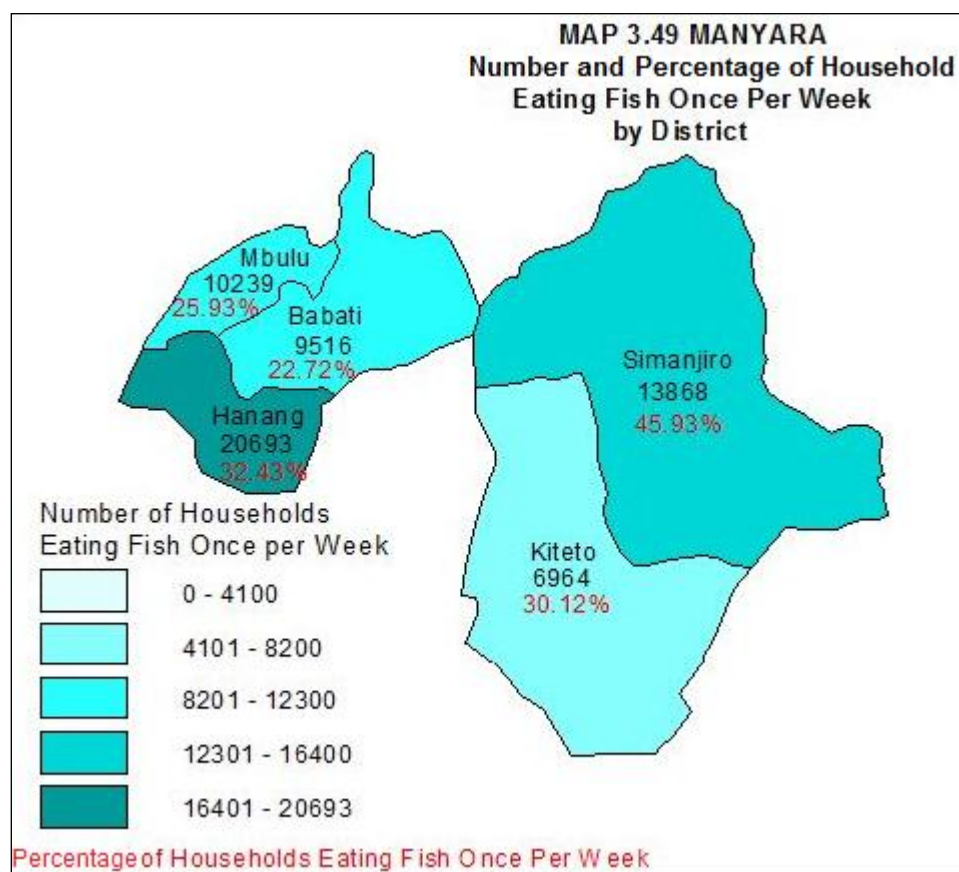 MAP 3.49 MANYARA
Number and Percentage of Household
Eating Fish Once Per Week
by District
Mbulu
10239
25.93%
Babati
9516
22.72%
Hanang
20693
32.43%
Simanjiro
13868
45.93%
Kiteto
6964
30.12%
Number of Households
Eating Fish Once per Week
0 - 4100
4101 - 8200
8201 - 12300
12301 - 16400
16401 - 20693
Percentage of Households Eating Fish Once Per Week